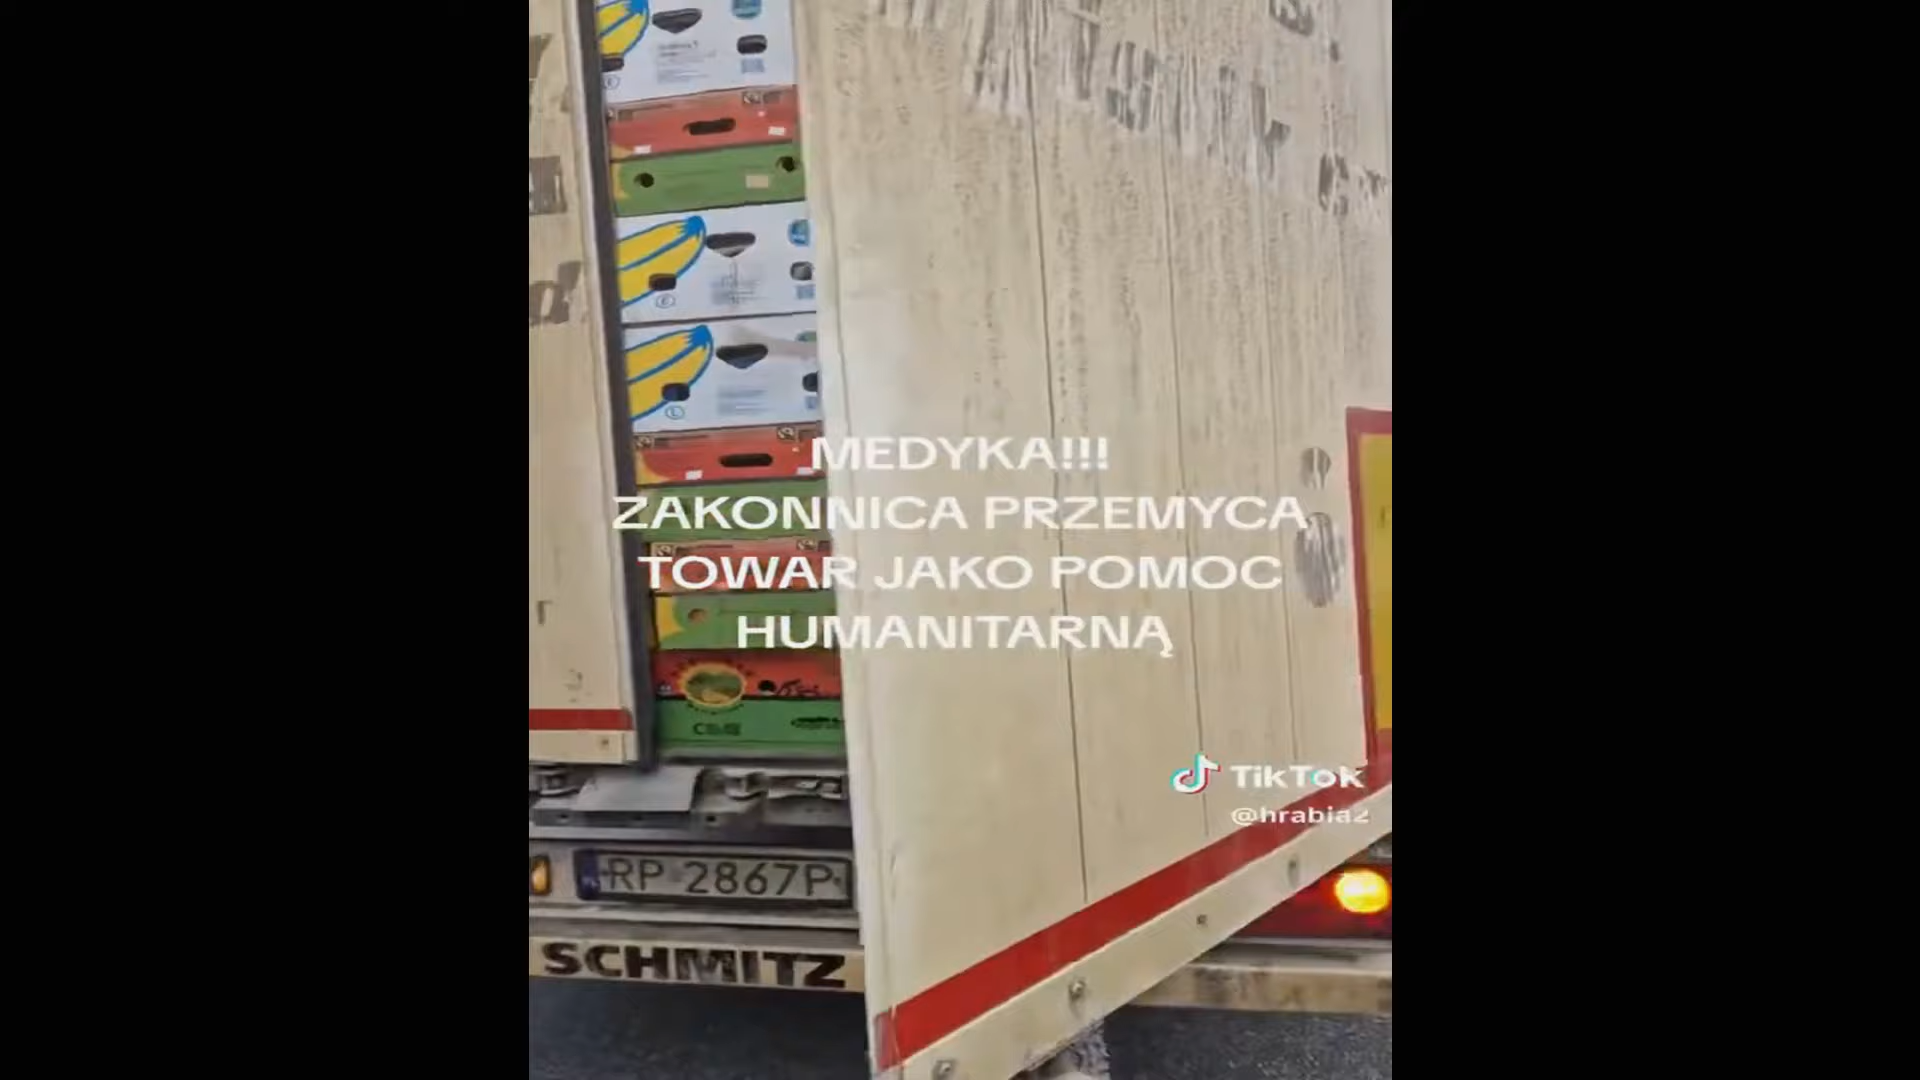 MEDYKA!!!
ZAKONNICA PRZEMYCA
TOWAR JAKO POMOC
HUMANITARNĄ
TikTok
@hrabia2
RP 2867P
SCHMITZ